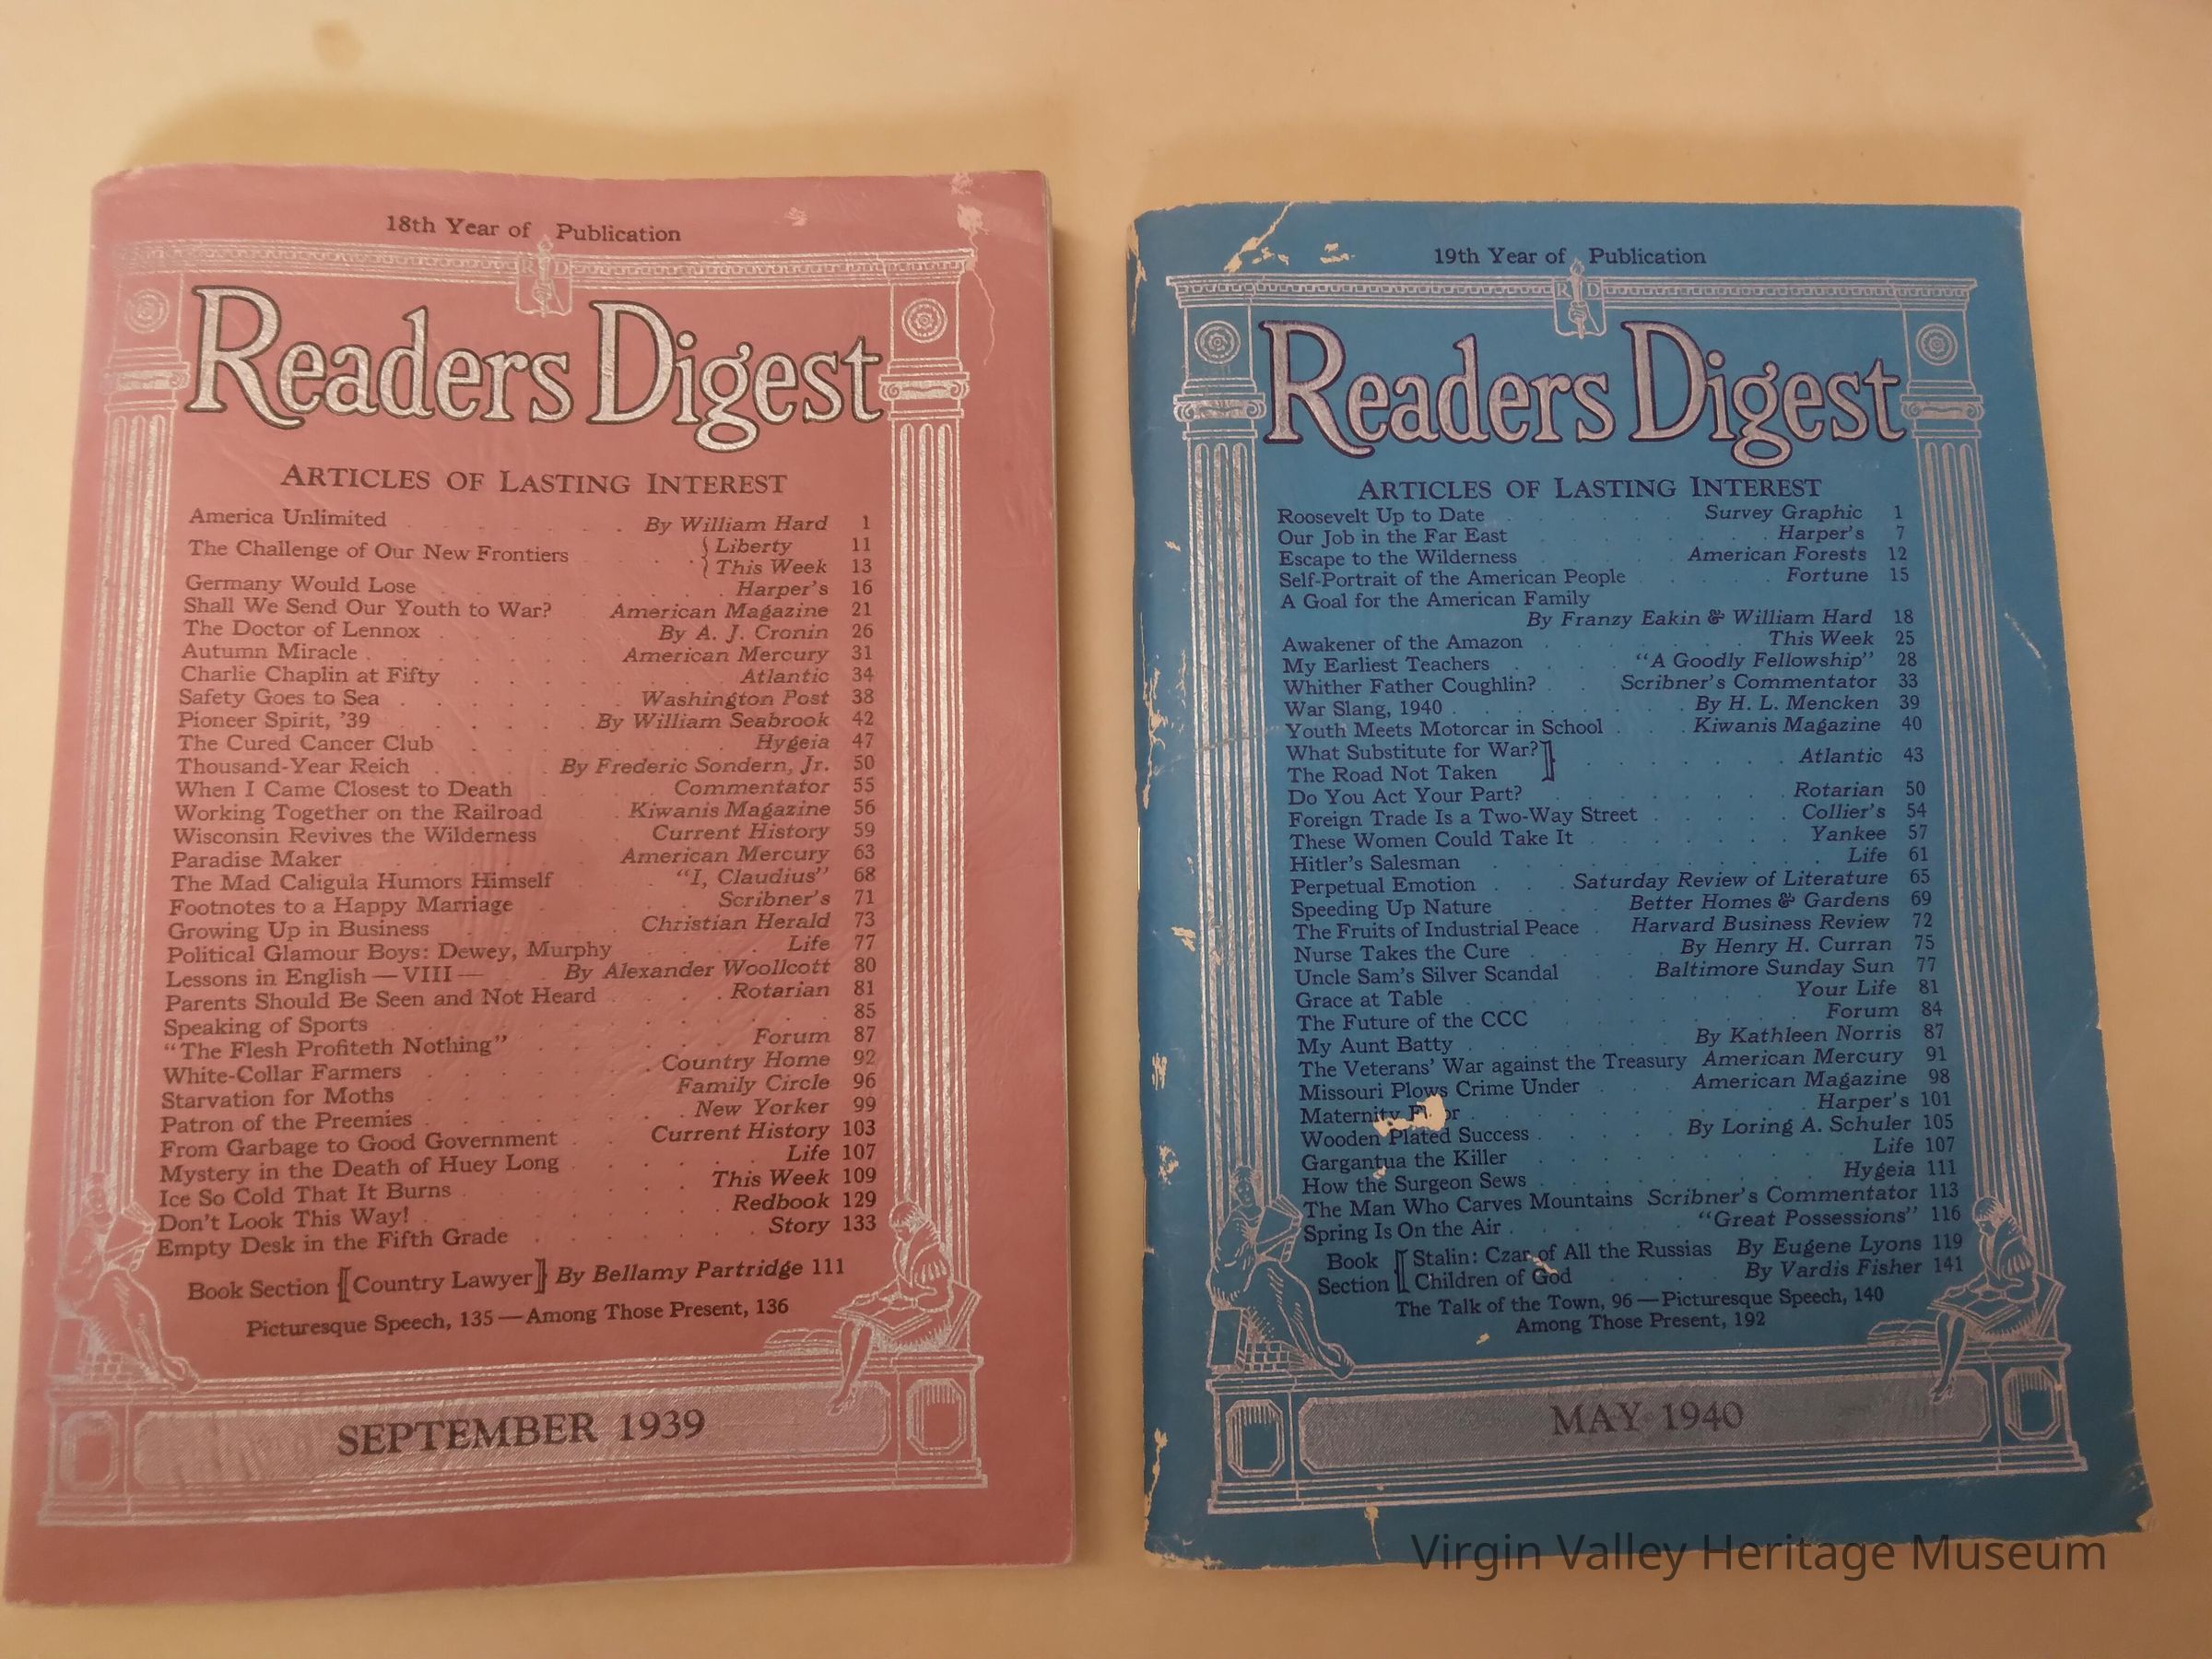 18th Year of Publication
R D
Readers Digest
ARTICLES OF LASTING INTEREST
America Unlimited By William Hard 1
The Challenge of Our New Frontiers { Liberty 11
{ This Week 13
Germany Would Lose Harper's 16
Shall We Send Our Youth to War? American Magazine 21
The Doctor of Lennox By A. J. Cronin 26
Autumn Miracle American Mercury 31
Charlie Chaplin at Fifty Atlantic 34
Safety Goes to Sea Washington Post 38
Pioneer Spirit, '39 By William Seabrook 42
The Cured Cancer Club Hygeia 47
Thousand-Year Reich By Frederic Sondern, Jr. 50
When I Came Closest to Death Commentator 55
Working Together on the Railroad Kiwanis Magazine 56
Wisconsin Revives the Wilderness Current History 59
Paradise Maker American Mercury 63
The Mad Caligula Humors Himself "I, Claudius" 68
Footnotes to a Happy Marriage Scribner's 71
Growing Up in Business Christian Herald 73
Political Glamour Boys: Dewey, Murphy Life 77
Lessons in English — VIII — By Alexander Woollcott 80
Parents Should Be Seen and Not Heard Rotarian 81
Speaking of Sports 85
"The Flesh Profiteth Nothing" Forum 87
White-Collar Farmers Country Home 92
Starvation for Moths Family Circle 96
Patron of the Preemies New Yorker 99
From Garbage to Good Government Current History 103
Mystery in the Death of Huey Long Life 107
Ice So Cold That It Burns This Week 109
Don't Look This Way! Redbook 129
Empty Desk in the Fifth Grade Story 133
Book Section [Country Lawyer] By Bellamy Partridge 111
Picturesque Speech, 135 — Among Those Present, 136
SEPTEMBER 1939
19th Year of Publication
R D
Readers Digest
ARTICLES OF LASTING INTEREST
Roosevelt Up to Date Survey Graphic 1
Our Job in the Far East Harper's 7
Escape to the Wilderness American Forests 12
Self-Portrait of the American People Fortune 15
A Goal for the American Family
By Franzy Eakin & William Hard 18
Awakener of the Amazon This Week 25
My Earliest Teachers "A Goodly Fellowship" 28
Whither Father Coughlin? Scribner's Commentator 33
War Slang, 1940 By H. L. Mencken 39
Youth Meets Motorcar in School Kiwanis Magazine 40
What Substitute for War? ] Atlantic 43
The Road Not Taken ]
Do You Act Your Part? Rotarian 50
Foreign Trade Is a Two-Way Street Collier's 54
These Women Could Take It Yankee 57
Hitler's Salesman Life 61
Perpetual Emotion Saturday Review of Literature 65
Speeding Up Nature Better Homes & Gardens 69
The Fruits of Industrial Peace Harvard Business Review 72
Nurse Takes the Cure By Henry H. Curran 75
Uncle Sam's Silver Scandal Baltimore Sunday Sun 77
Grace at Table Your Life 81
The Future of the CCC Forum 84
My Aunt Batty By Kathleen Norris 87
The Veterans' War against the Treasury American Mercury 91
Missouri Plows Crime Under American Magazine 98
Maternity Harper's 101
Wooden Plated Success By Loring A. Schuler 105
Gargantua the Killer Life 107
How the Surgeon Sews Hygeia 111
The Man Who Carves Mountains Scribner's Commentator 113
Spring Is On the Air "Great Possessions" 116
Book [ Stalin: Czar of All the Russias By Eugene Lyons 119
Section [ Children of God By Vardis Fisher 141
The Talk of the Town, 96 — Picturesque Speech, 140
Among Those Present, 192
MAY 1940
Virgin Valley Heritage Museum